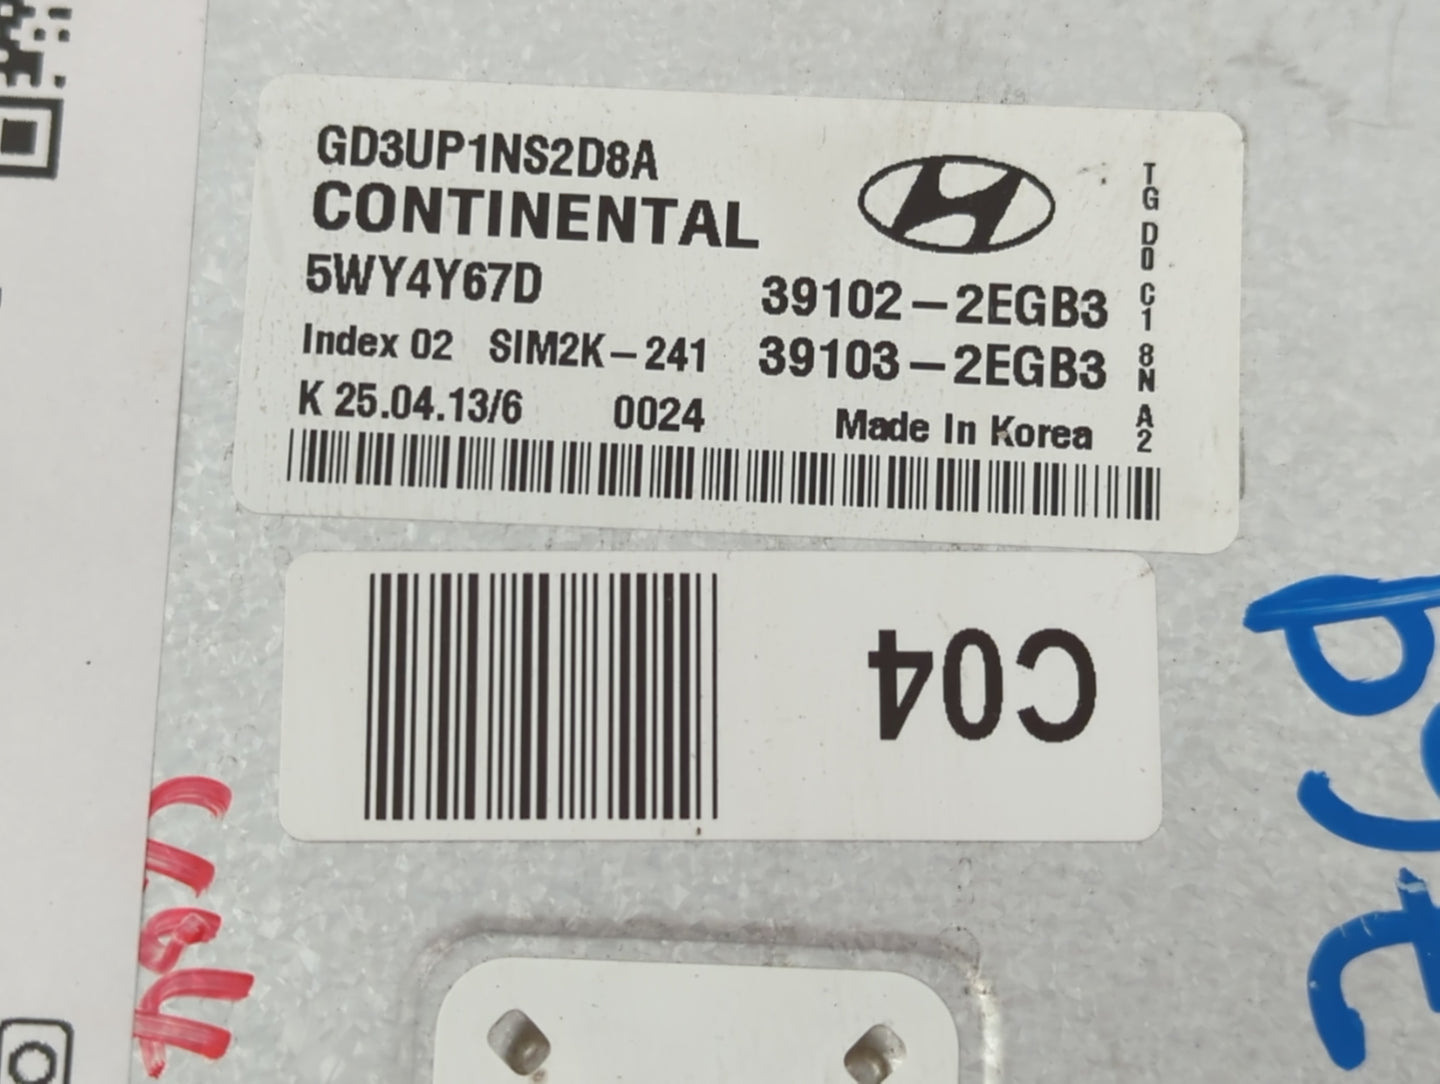 GD3UP1NS2D8A
CONTINENTAL
5WY4Y67D
39102-2EGB3
Index 02 SIM2K-241 39103-2EGB3
K 25.04.13/6 0024 Made In Korea
TG D0 C1 8N A2
C04